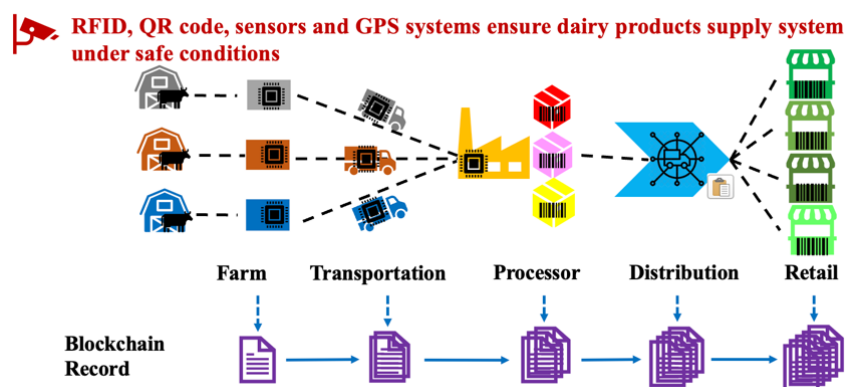 RFID, QR code, sensors and GPS systems ensure dairy products supply system
under safe conditions
Farm Transportation Processor Distribution Retail
Blockchain
Record